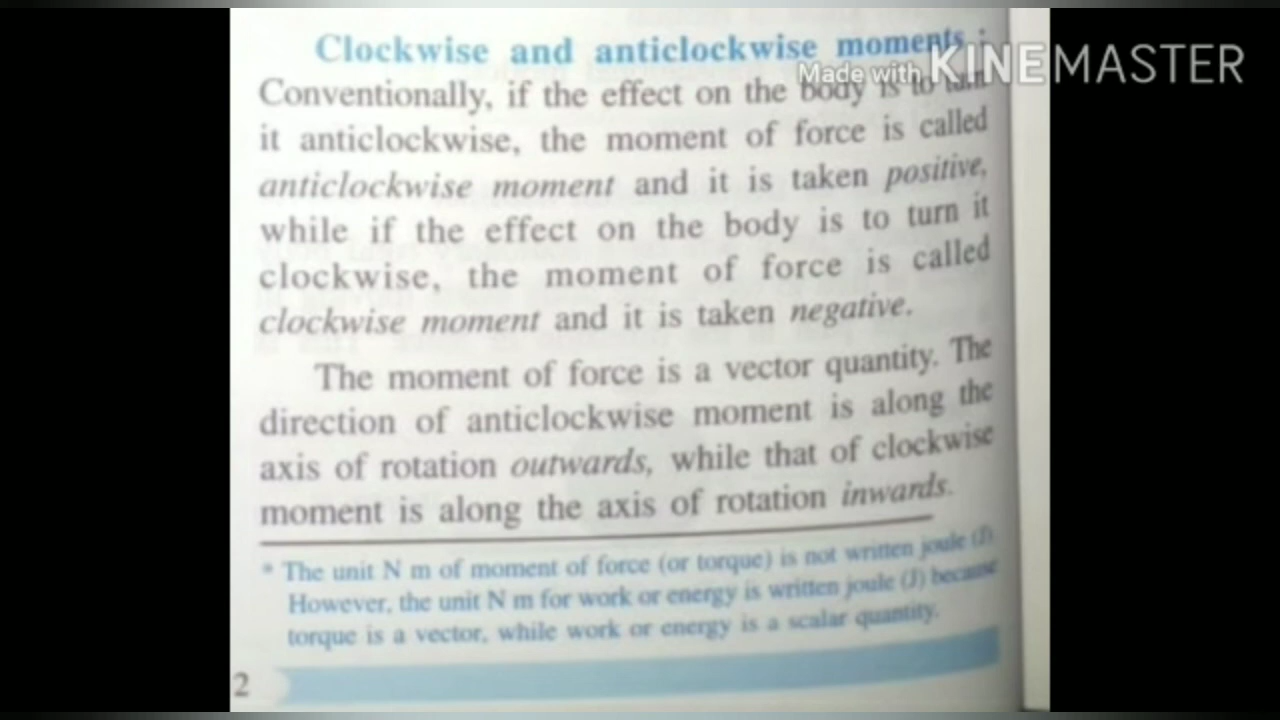 Clockwise and anticlockwise moments :
Made with KINEMASTER
Conventionally, if the effect on the body is to turn
it anticlockwise, the moment of force is called
anticlockwise moment and it is taken positive,
while if the effect on the body is to turn it
clockwise, the moment of force is called
clockwise moment and it is taken negative.
The moment of force is a vector quantity. The
direction of anticlockwise moment is along the
axis of rotation outwards, while that of clockwise
moment is along the axis of rotation inwards.
* The unit N m of moment of force (or torque) is not written joule (J).
However, the unit N m for work or energy is written joule (J) because
torque is a vector, while work or energy is a scalar quantity.
2